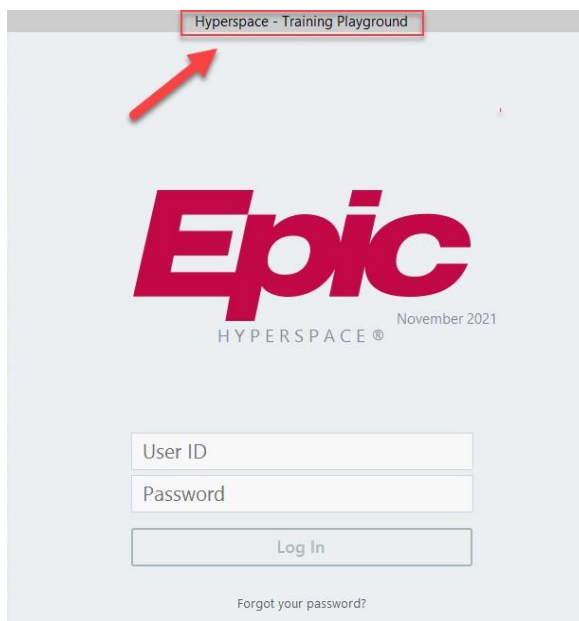 Hyperspace - Training Playground
Epic
November 2021
HYPERSPACE®
User ID
Password
Log In
Forgot your password?